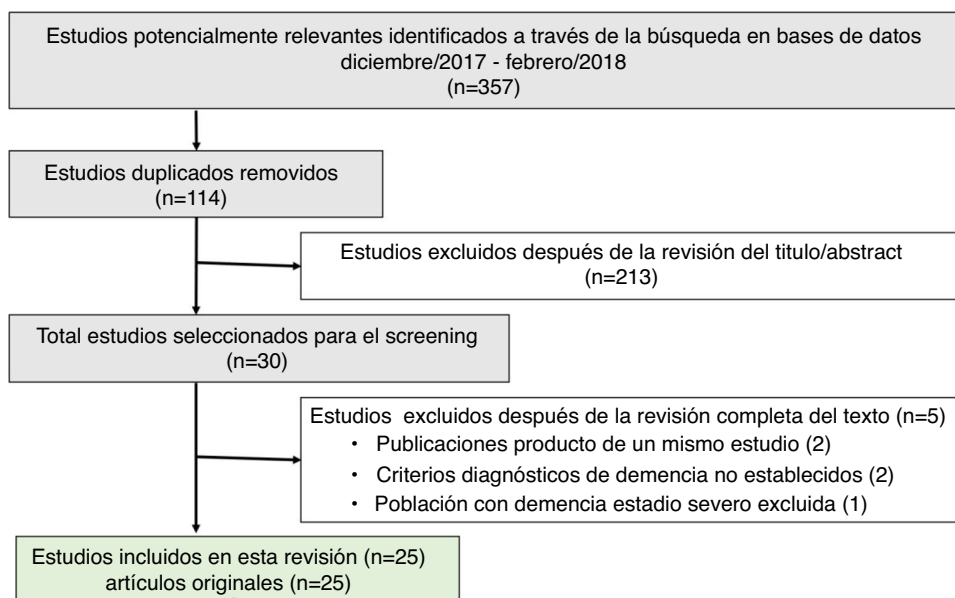 Estudios potencialmente relevantes identificados a través de la búsqueda en bases de datos
diciembre/2017 - febrero/2018
(n=357)
Estudios duplicados removidos
(n=114)
Estudios excluidos después de la revisión del titulo/abstract
(n=213)
Total estudios seleccionados para el screening
(n=30)
Estudios excluidos después de la revisión completa del texto (n=5)
• Publicaciones producto de un mismo estudio (2)
• Criterios diagnósticos de demencia no establecidos (2)
• Población con demencia estadio severo excluida (1)
Estudios incluidos en esta revisión (n=25)
artículos originales (n=25)